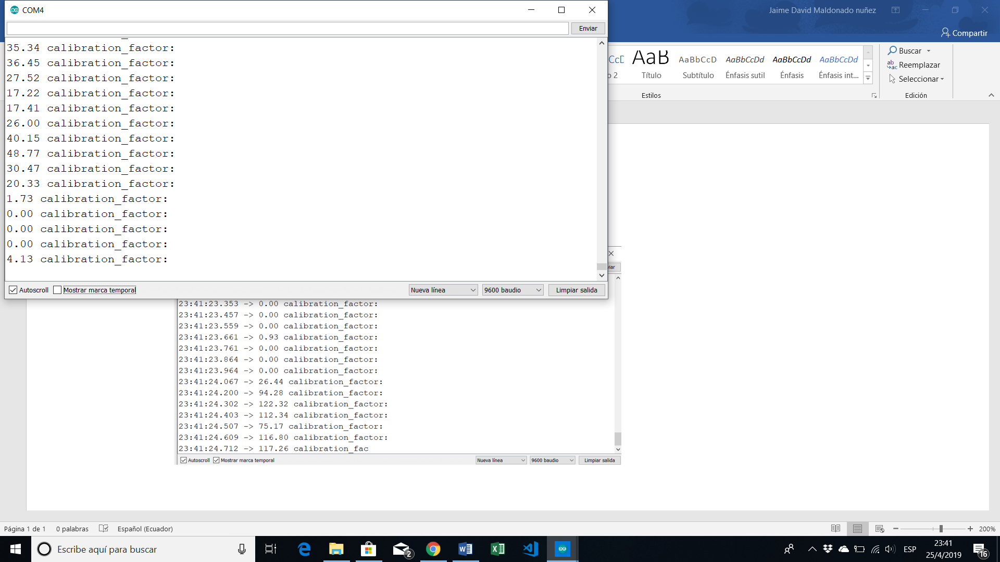 COM4
Jaime David Maldonado nuñez
Enviar
Compartir
35.34 calibration_factor:
36.45 calibration_factor:
27.52 calibration_factor:
17.22 calibration_factor:
17.41 calibration_factor:
26.00 calibration_factor:
40.15 calibration_factor:
48.77 calibration_factor:
30.47 calibration_factor:
20.33 calibration_factor:
1.73 calibration_factor:
0.00 calibration_factor:
0.00 calibration_factor:
0.00 calibration_factor:
4.13 calibration_factor:
Autoscroll Mostrar marca temporal Nueva línea 9600 baudio Limpiar salida
CcD AaB AaBbCcD AaBbCcDd AaBbCcDd AaBbCcDd
o 2 Título Subtítulo Énfasis sutil Énfasis Énfasis int...
Estilos
Buscar
Reemplazar
Seleccionar
Edición
viar
23:41:23.353 -> 0.00 calibration_factor:
23:41:23.457 -> 0.00 calibration_factor:
23:41:23.559 -> 0.00 calibration_factor:
23:41:23.661 -> 0.93 calibration_factor:
23:41:23.761 -> 0.00 calibration_factor:
23:41:23.864 -> 0.00 calibration_factor:
23:41:23.964 -> 0.00 calibration_factor:
23:41:24.067 -> 26.44 calibration_factor:
23:41:24.200 -> 94.28 calibration_factor:
23:41:24.302 -> 122.32 calibration_factor:
23:41:24.403 -> 112.34 calibration_factor:
23:41:24.507 -> 75.17 calibration_factor:
23:41:24.609 -> 116.80 calibration_factor:
23:41:24.712 -> 117.26 calibration_fac
Autoscroll Mostrar marca temporal Nueva línea 9600 baudio Limpiar salida
Página 1 de 1 0 palabras Español (Ecuador) 200%
Escribe aquí para buscar
2
ESP
23:41
25/4/2019
16